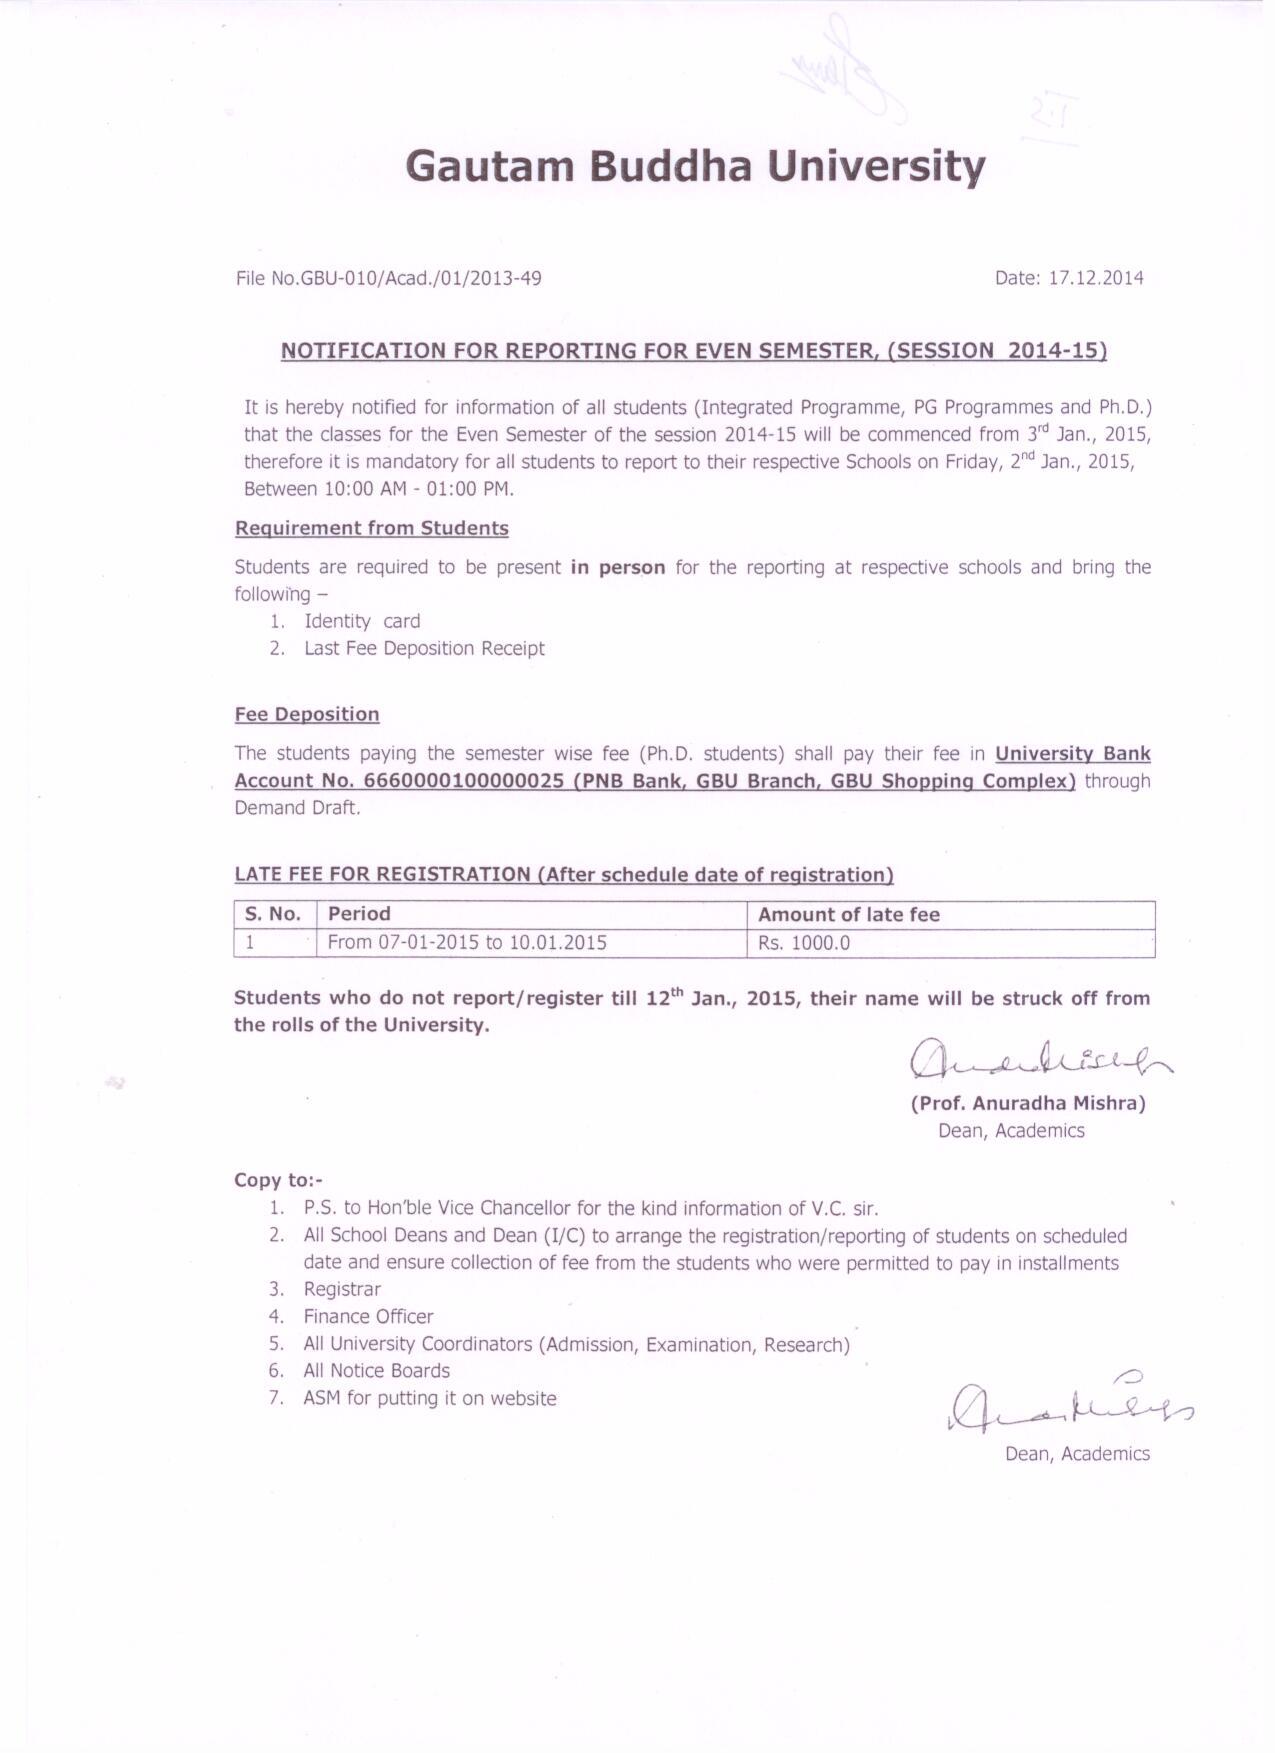 Gautam Buddha University
File No.GBU-010/Acad./01/2013-49 Date: 17.12.2014
NOTIFICATION FOR REPORTING FOR EVEN SEMESTER, (SESSION 2014-15)
It is hereby notified for information of all students (Integrated Programme, PG Programmes and Ph.D.)
that the classes for the Even Semester of the session 2014-15 will be commenced from 3rd Jan., 2015,
therefore it is mandatory for all students to report to their respective Schools on Friday, 2nd Jan., 2015,
Between 10:00 AM - 01:00 PM.
Requirement from Students
Students are required to be present in person for the reporting at respective schools and bring the
following –
1. Identity card
2. Last Fee Deposition Receipt
Fee Deposition
The students paying the semester wise fee (Ph.D. students) shall pay their fee in University Bank
Account No. 6660000100000025 (PNB Bank, GBU Branch, GBU Shopping Complex) through
Demand Draft.
LATE FEE FOR REGISTRATION (After schedule date of registration)
S. No. Period Amount of late fee
1 From 07-01-2015 to 10.01.2015 Rs. 1000.0
Students who do not report/register till 12th Jan., 2015, their name will be struck off from
the rolls of the University.
(Prof. Anuradha Mishra)
Dean, Academics
Copy to:-
1. P.S. to Hon'ble Vice Chancellor for the kind information of V.C. sir.
2. All School Deans and Dean (I/C) to arrange the registration/reporting of students on scheduled
date and ensure collection of fee from the students who were permitted to pay in installments
3. Registrar
4. Finance Officer
5. All University Coordinators (Admission, Examination, Research)
6. All Notice Boards
7. ASM for putting it on website
Dean, Academics